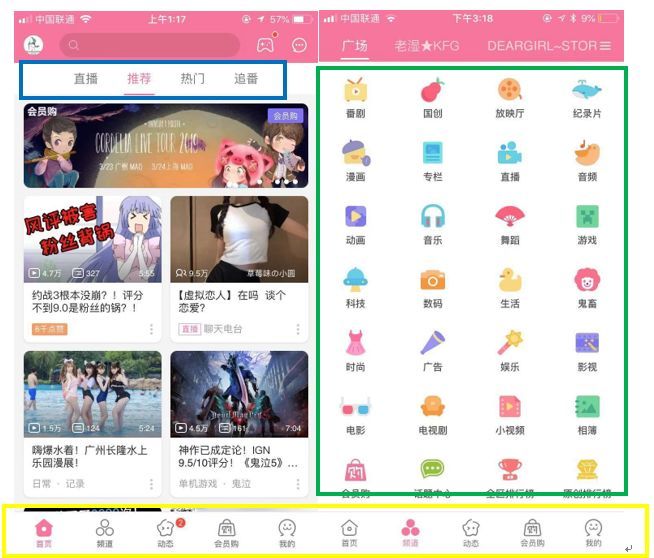 中国联通
上午1:17
57%
直播 推荐 热门 追番
会员购
会员购
CORDELIA LIVE TOUR 2019
3/23 广州 MAO 3/24上海 MAO
风评被害
粉丝背锅
4.7万 327 5:55
约战3根本没崩？！评分
不到9.0是粉丝的锅？！
6千点赞
9.5万 草莓味の小圆
【虚拟恋人】在吗 谈个
恋爱？
直播 聊天电台
1.5万 124 5:24
嗨爆水着！广州长隆水上
乐园漫展！
日常 · 记录
Devil May Cry
4.4万 161 7:04
神作已成定论！IGN
9.5/10评分！《鬼泣5》...
单机游戏 · 鬼泣
首页 频道 动态 2 会员购 我的
中国联通
下午3:18
9%
广场 老湿★KFG DEARGIRL~STOR
番剧 国创 放映厅 纪录片
漫画 专栏 直播 音频
动画 音乐 舞蹈 游戏
科技 数码 生活 鬼畜
时尚 广告 娱乐 影视
电影 电视剧 小视频 相簿
会员购 话题中心 全区排行榜 原创排行榜
首页 频道 动态 会员购 我的